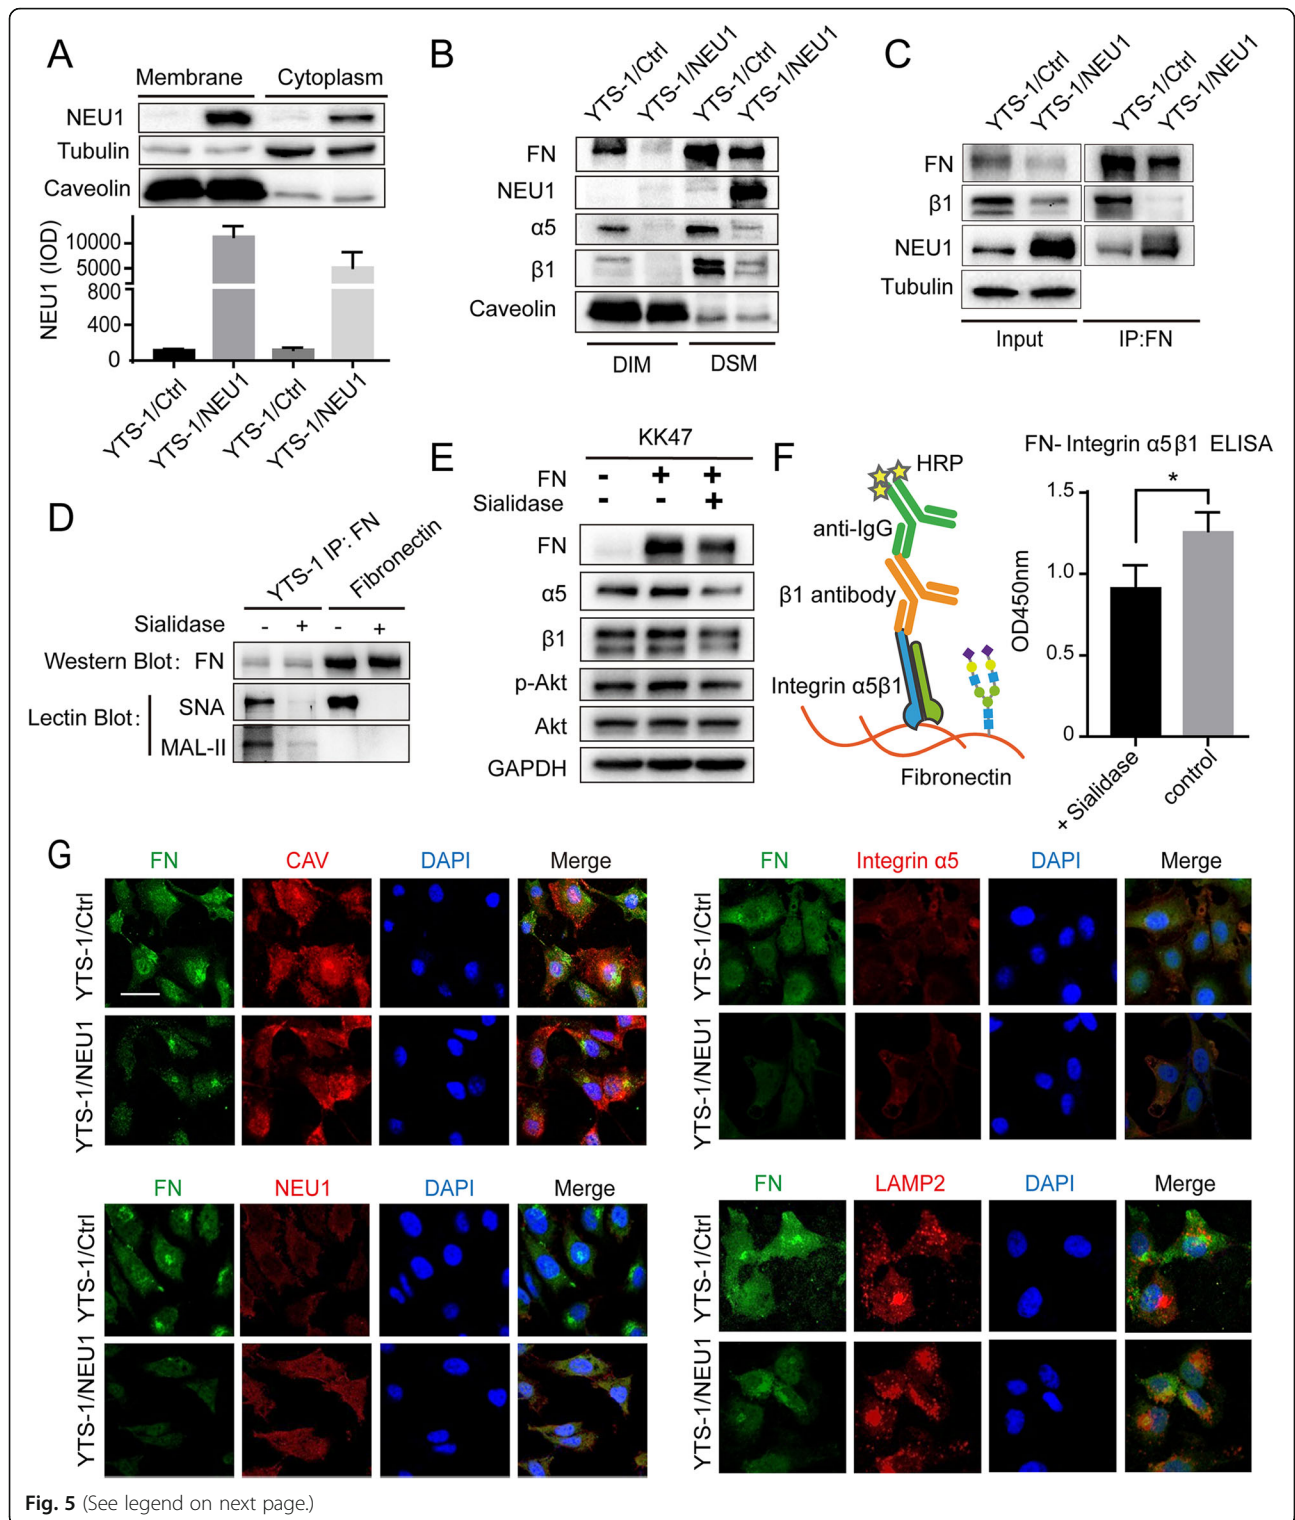 A
Membrane Cytoplasm
NEU1
Tubulin
Caveolin
NEU1 (IOD)
10000
5000
800
400
0
YTS-1/Ctrl
YTS-1/NEU1
YTS-1/Ctrl
YTS-1/NEU1
B
YTS-1/Ctrl
YTS-1/NEU1
YTS-1/Ctrl
YTS-1/NEU1
FN
NEU1
α5
β1
Caveolin
DIM DSM
C
YTS-1/Ctrl
YTS-1/NEU1
YTS-1/Ctrl
YTS-1/NEU1
FN
β1
NEU1
Tubulin
Input IP:FN
D
YTS-1 IP: FN
Fibronectin
Sialidase - + - +
Western Blot: FN
Lectin Blot:
SNA
MAL-II
E
KK47
FN - + +
Sialidase - - +
FN
α5
β1
p-Akt
Akt
GAPDH
F
HRP
anti-IgG
β1 antibody
Integrin α5β1
Fibronectin
FN- Integrin α5β1 ELISA
*
OD450nm
1.5
1.0
0.5
0
+ Sialidase
control
G
FN CAV DAPI Merge
YTS-1/Ctrl
YTS-1/NEU1
FN Integrin α5 DAPI Merge
YTS-1/Ctrl
YTS-1/NEU1
FN NEU1 DAPI Merge
YTS-1/Ctrl
YTS-1/NEU1
FN LAMP2 DAPI Merge
YTS-1/Ctrl
YTS-1/NEU1
Fig. 5 (See legend on next page.)